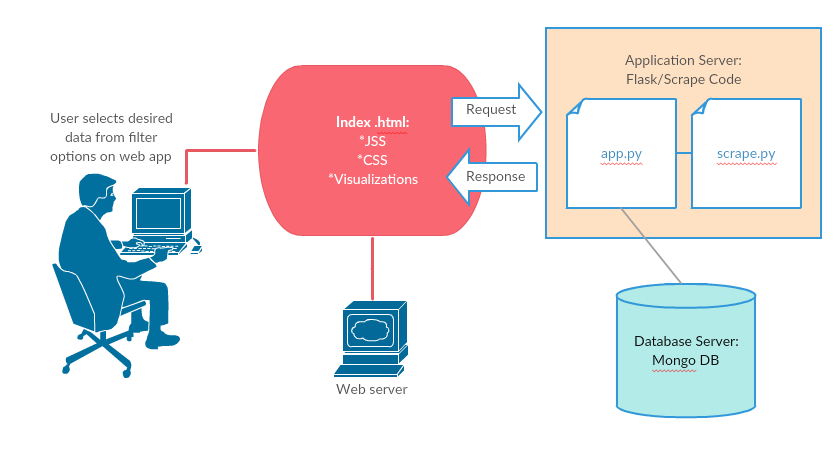 User selects desired
data from filter
options on web app
Index .html:
*JSS
*CSS
*Visualizations
Request
Response
Application Server:
Flask/Scrape Code
app.py
scrape.py
Web server
Database Server:
Mongo DB